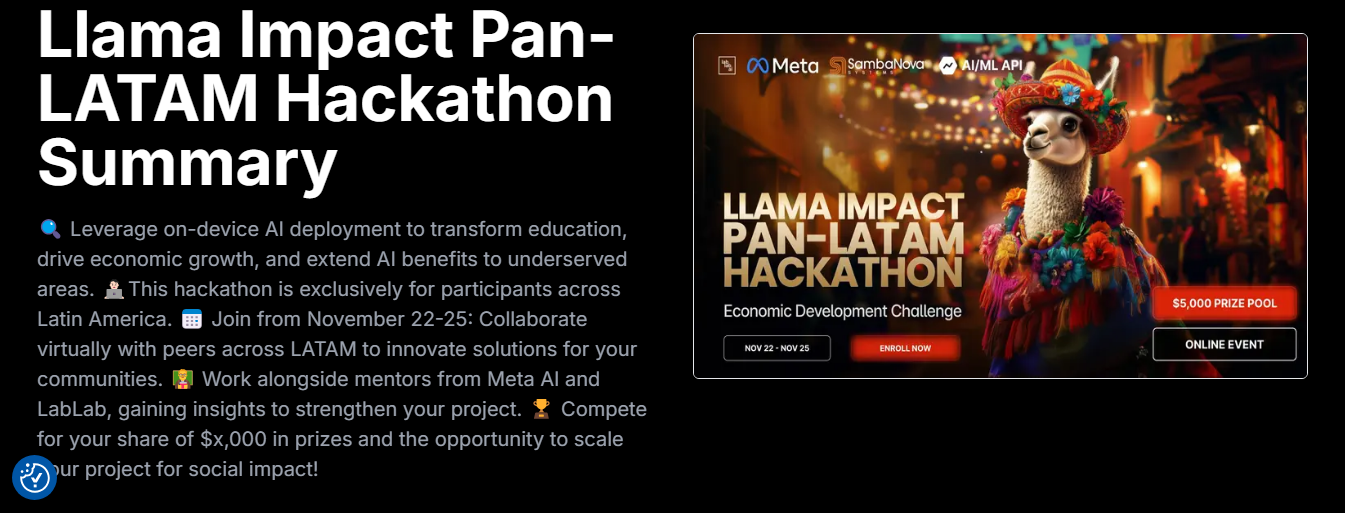 Llama Impact Pan-
LATAM Hackathon
Summary
🔍 Leverage on-device AI deployment to transform education,
drive economic growth, and extend AI benefits to underserved
areas. 🧑🏻‍💻This hackathon is exclusively for participants across
Latin America. 🗓️ Join from November 22-25: Collaborate
virtually with peers across LATAM to innovate solutions for your
communities. 👩‍🏫 Work alongside mentors from Meta AI and
LabLab, gaining insights to strengthen your project. 🏆 Compete
for your share of $x,000 in prizes and the opportunity to scale
your project for social impact!
Meta SambaNova SYSTEMS AI/ML API
LLAMA IMPACT
PAN-LATAM
HACKATHON
Economic Development Challenge
NOV 22 - NOV 25 ENROLL NOW
$5,000 PRIZE POOL
ONLINE EVENT